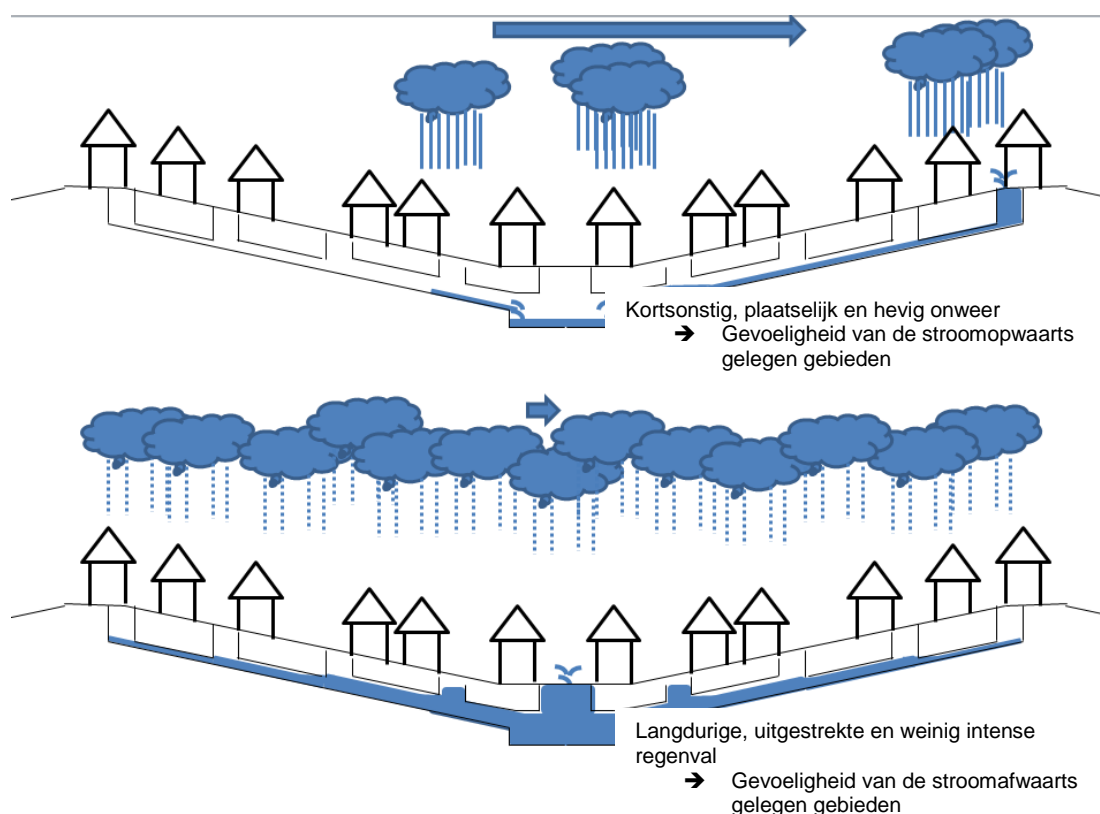 Kortsonstig, plaatselijk en hevig onweer
➔ Gevoeligheid van de stroomopwaarts
gelegen gebieden
Langdurige, uitgestrekte en weinig intense
regenval
➔ Gevoeligheid van de stroomafwaarts
gelegen gebieden